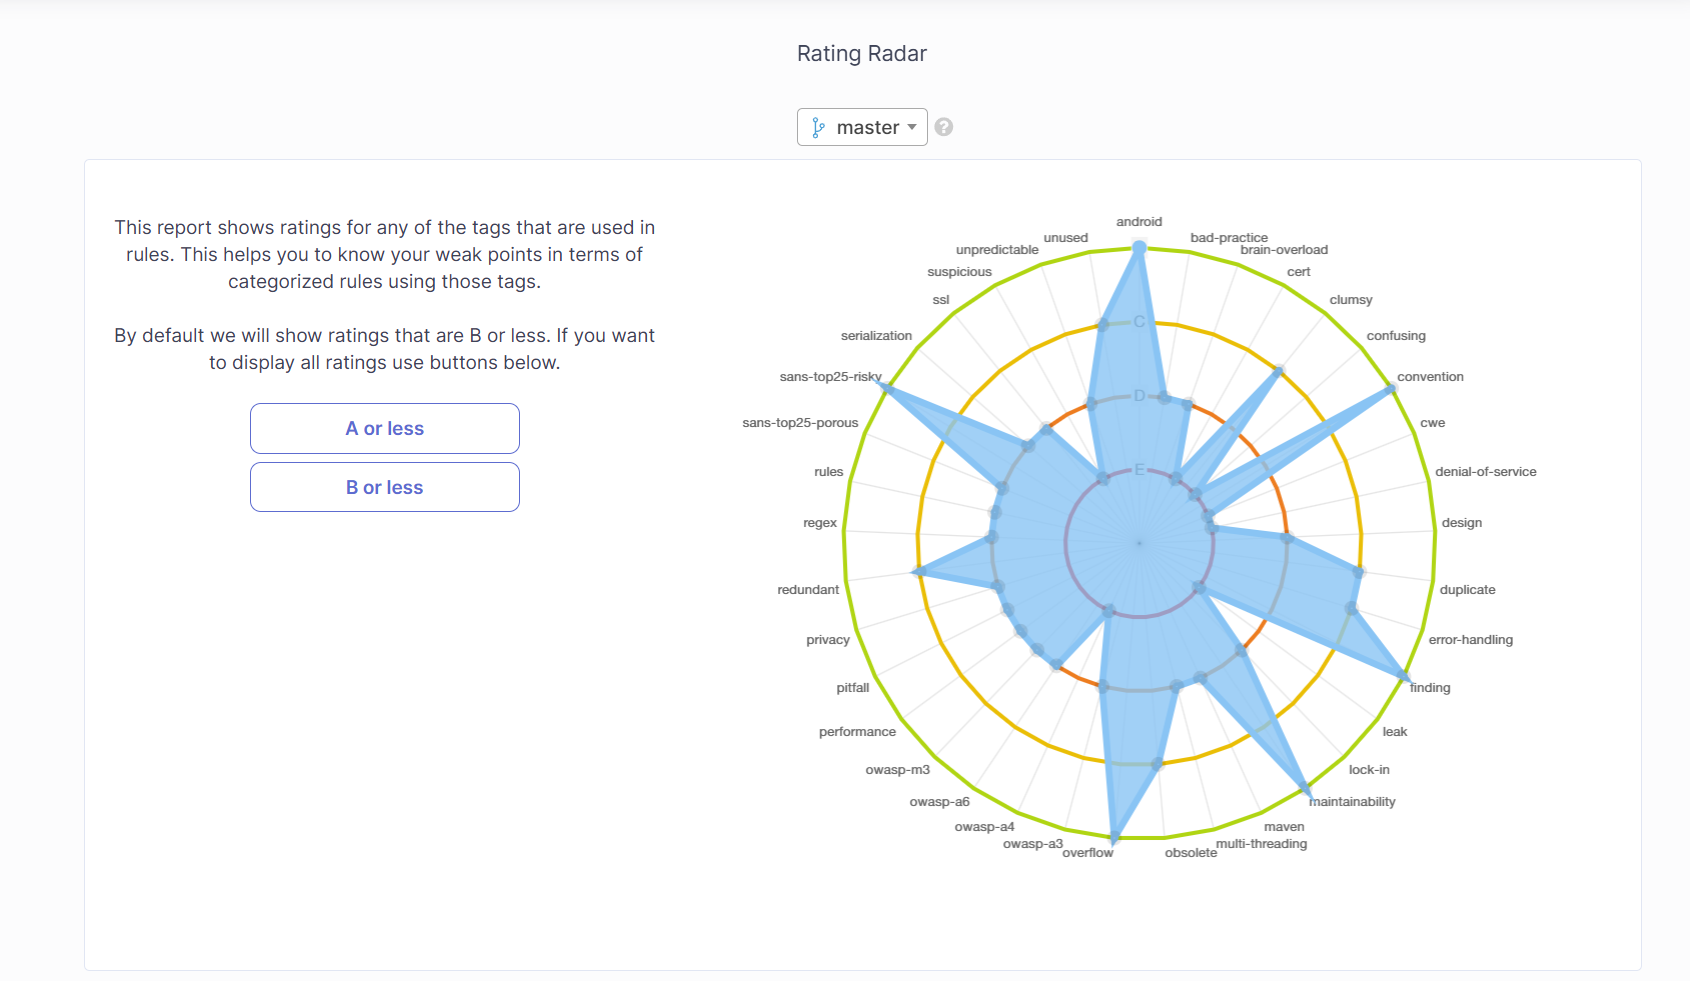 Rating Radar
master
?
This report shows ratings for any of the tags that are used in
rules. This helps you to know your weak points in terms of
categorized rules using those tags.
By default we will show ratings that are B or less. If you want
to display all ratings use buttons below.
A or less
B or less
android
bad-practice
brain-overload
cert
clumsy
confusing
convention
cwe
denial-of-service
design
duplicate
error-handling
finding
leak
lock-in
maintainability
maven
multi-threading
obsolete
overflow
owasp-a3
owasp-a4
owasp-a6
owasp-m3
performance
pitfall
privacy
redundant
regex
rules
sans-top25-porous
sans-top25-risky
serialization
ssl
suspicious
unpredictable
unused
C
D
E